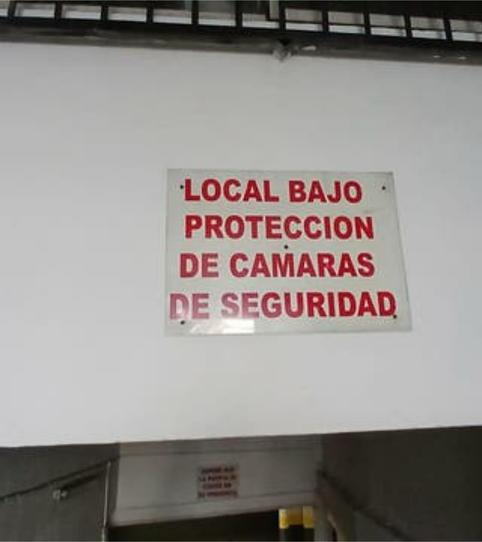 LOCAL BAJO
PROTECCION
DE CAMARAS
DE SEGURIDAD